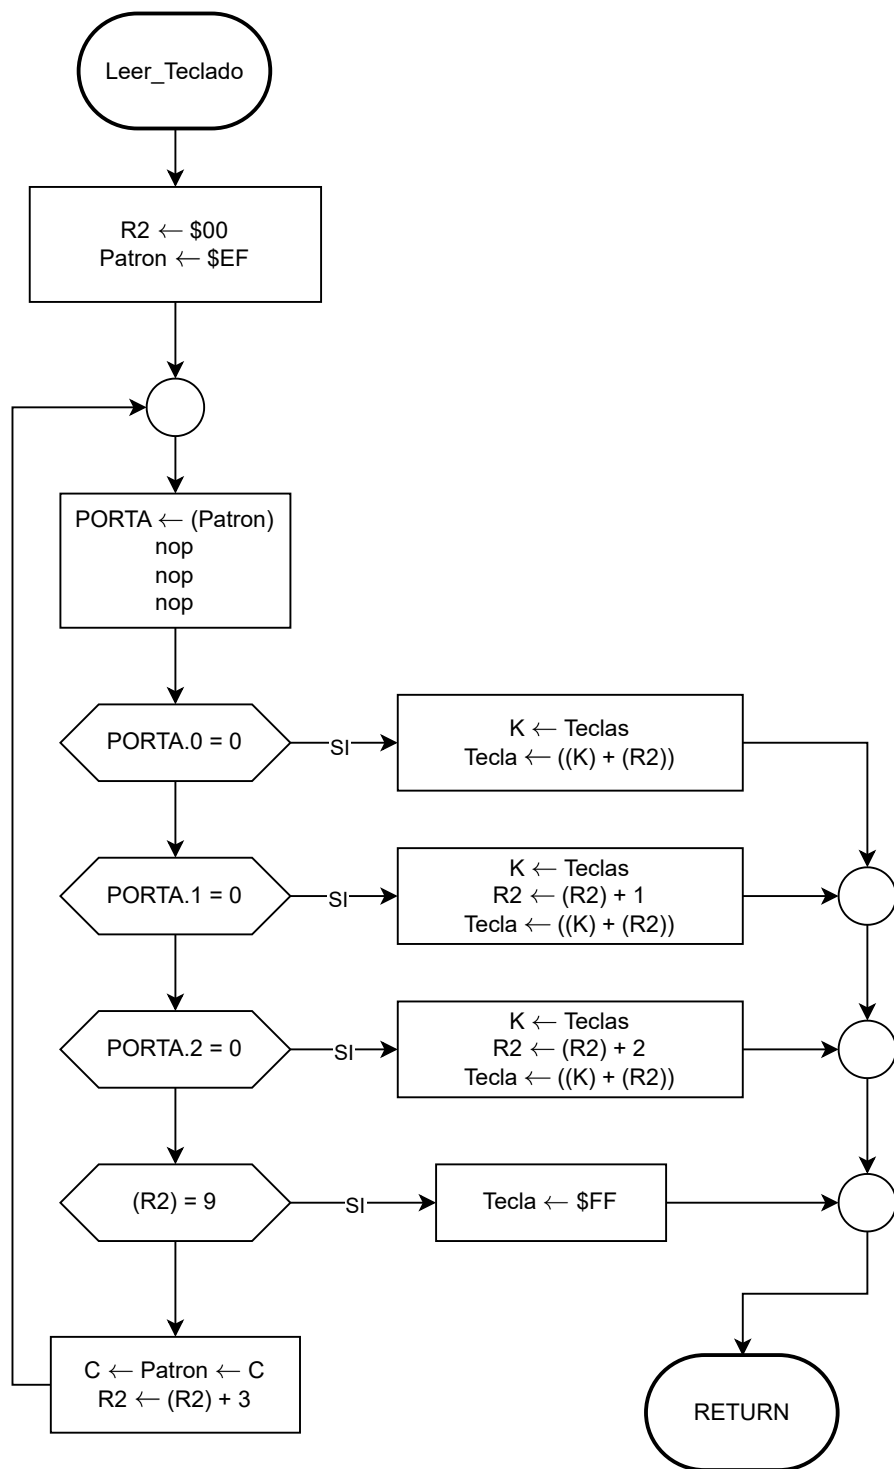 Leer_Teclado
R2 ← $00
Patron ← $EF
PORTA ← (Patron)
nop
nop
nop
PORTA.0 = 0
SI
K ← Teclas
Tecla ← ((K) + (R2))
PORTA.1 = 0
SI
K ← Teclas
R2 ← (R2) + 1
Tecla ← ((K) + (R2))
PORTA.2 = 0
SI
K ← Teclas
R2 ← (R2) + 2
Tecla ← ((K) + (R2))
(R2) = 9
SI
Tecla ← $FF
C ← Patron ← C
R2 ← (R2) + 3
RETURN